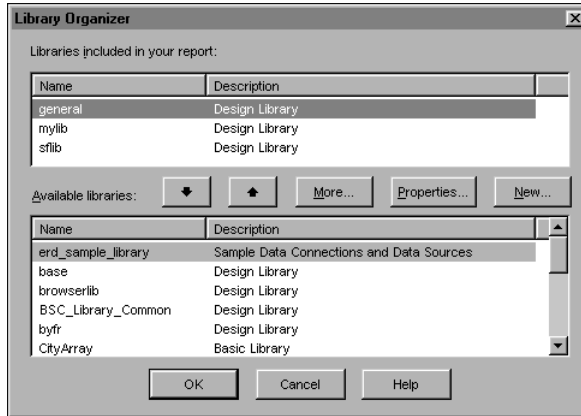 Library Organizer
Libraries included in your report:
Name Description
general Design Library
mylib Design Library
sflib Design Library
Available libraries: More... Properties... New...
Name Description
erd_sample_library Sample Data Connections and Data Sources
base Design Library
browserlib Design Library
BSC_Library_Common Design Library
byfr Design Library
CityArray Basic Library
OK Cancel Help